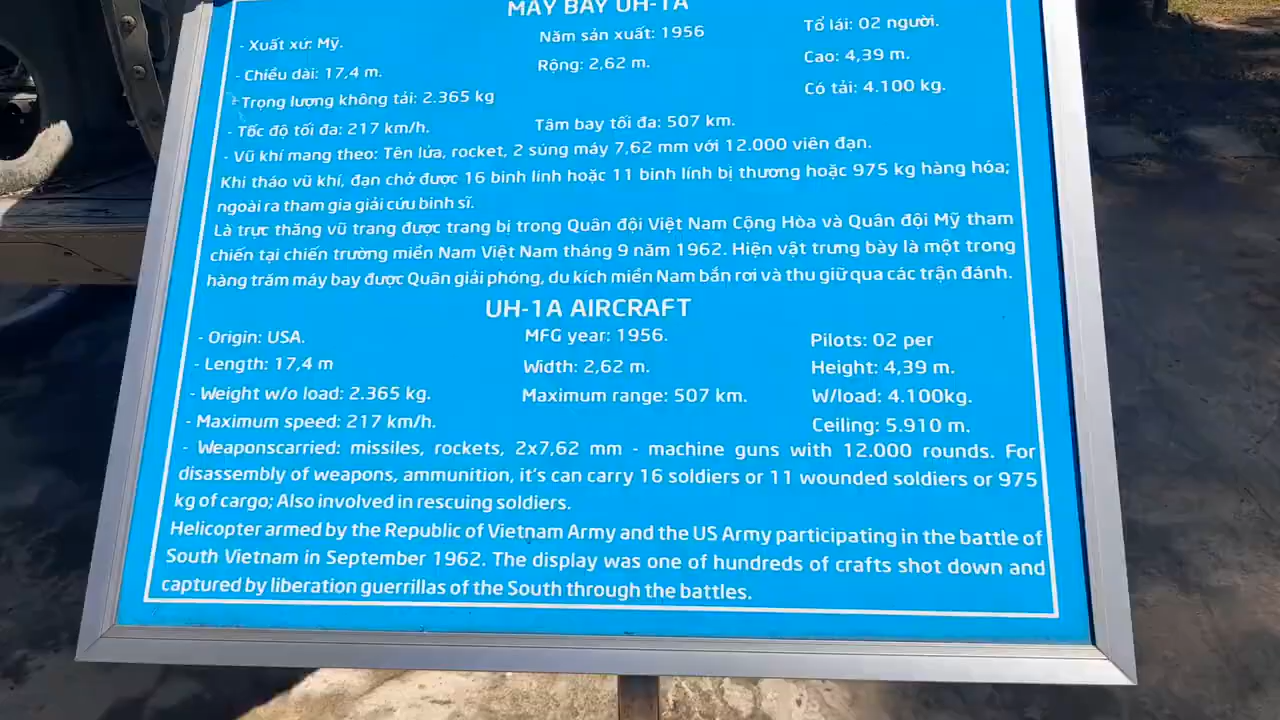 MÁY BAY UH-1A
- Xuất xứ: Mỹ. Năm sản xuất: 1956 Tổ lái: 02 người.
- Chiều dài: 17,4 m. Rộng: 2,62 m. Cao: 4,39 m.
- Trọng lượng không tải: 2.365 kg Có tải: 4.100 kg.
- Tốc độ tối đa: 217 km/h. Tầm bay tối đa: 507 km.
- Vũ khí mang theo: Tên lửa, rocket, 2 súng máy 7,62 mm với 12.000 viên đạn.
Khi tháo vũ khí, đạn chở được 16 binh lính hoặc 11 binh lính bị thương hoặc 975 kg hàng hóa;
ngoài ra tham gia giải cứu binh sĩ.
Là trực thăng vũ trang được trang bị trong Quân đội Việt Nam Cộng Hòa và Quân đội Mỹ tham
chiến tại chiến trường miền Nam Việt Nam tháng 9 năm 1962. Hiện vật trưng bày là một trong
hàng trăm máy bay được Quân giải phóng, du kích miền Nam bắn rơi và thu giữ qua các trận đánh.
UH-1A AIRCRAFT
- Origin: USA. MFG year: 1956. Pilots: 02 per
- Length: 17,4 m Width: 2,62 m. Height: 4,39 m.
- Weight w/o load: 2.365 kg. Maximum range: 507 km. W/load: 4.100kg.
- Maximum speed: 217 km/h. Ceiling: 5.910 m.
- Weaponscarried: missiles, rockets, 2x7,62 mm - machine guns with 12.000 rounds. For
disassembly of weapons, ammunition, it's can carry 16 soldiers or 11 wounded soldiers or 975
kg of cargo; Also involved in rescuing soldiers.
Helicopter armed by the Republic of Vietnam Army and the US Army participating in the battle of
South Vietnam in September 1962. The display was one of hundreds of crafts shot down and
captured by liberation guerrillas of the South through the battles.